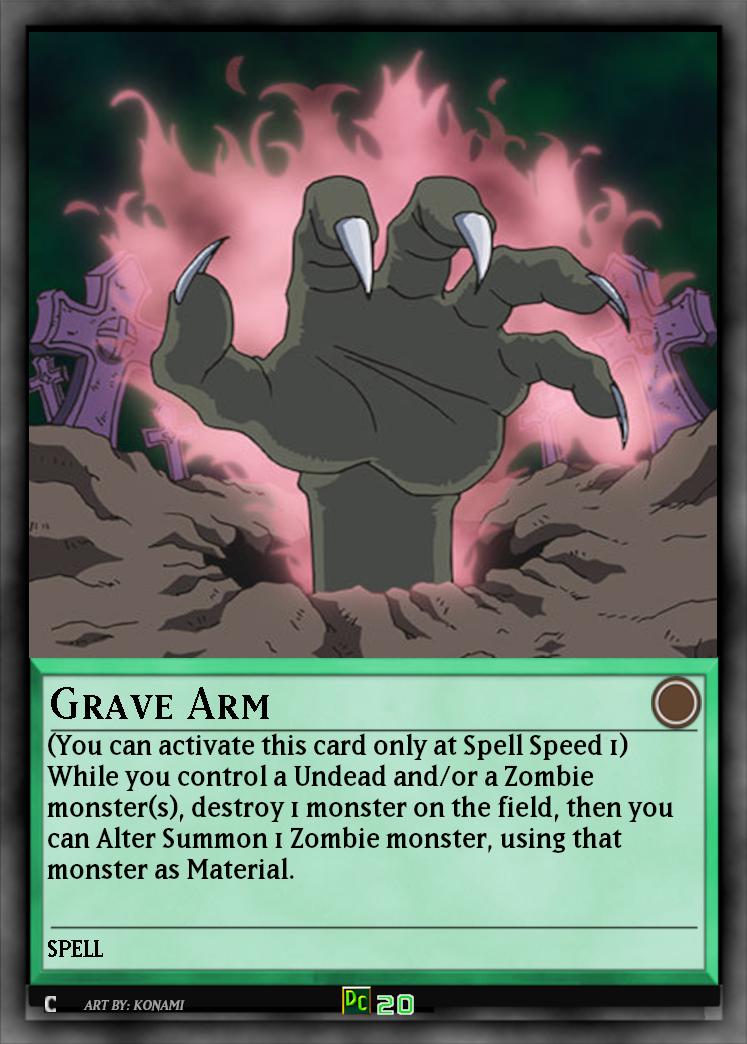 Grave Arm
(You can activate this card only at Spell Speed 1)
While you control a Undead and/or a Zombie
monster(s), destroy 1 monster on the field, then you
can Alter Summon 1 Zombie monster, using that
monster as Material.
SPELL
C ART BY: KONAMI DC 20